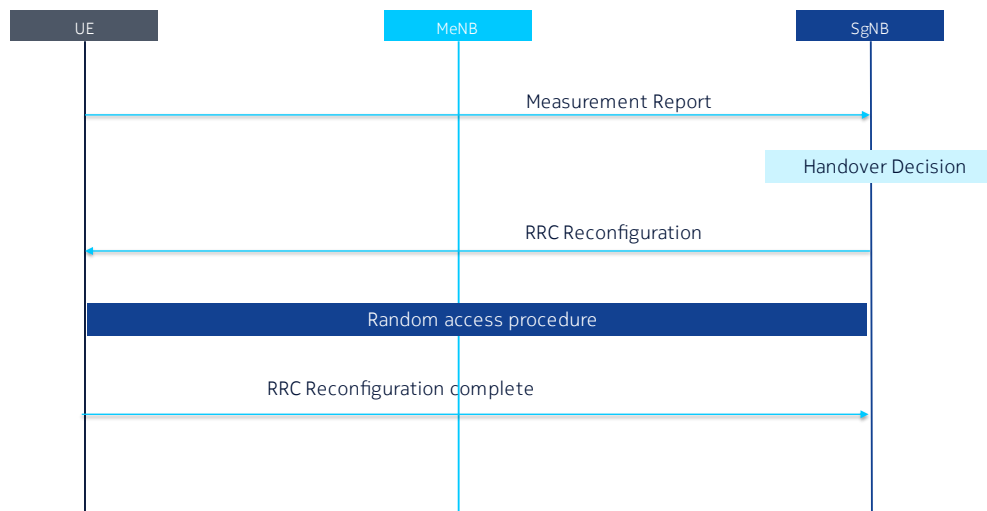 UE
MeNB
SgNB
Measurement Report
Handover Decision
RRC Reconfiguration
Random access procedure
RRC Reconfiguration complete